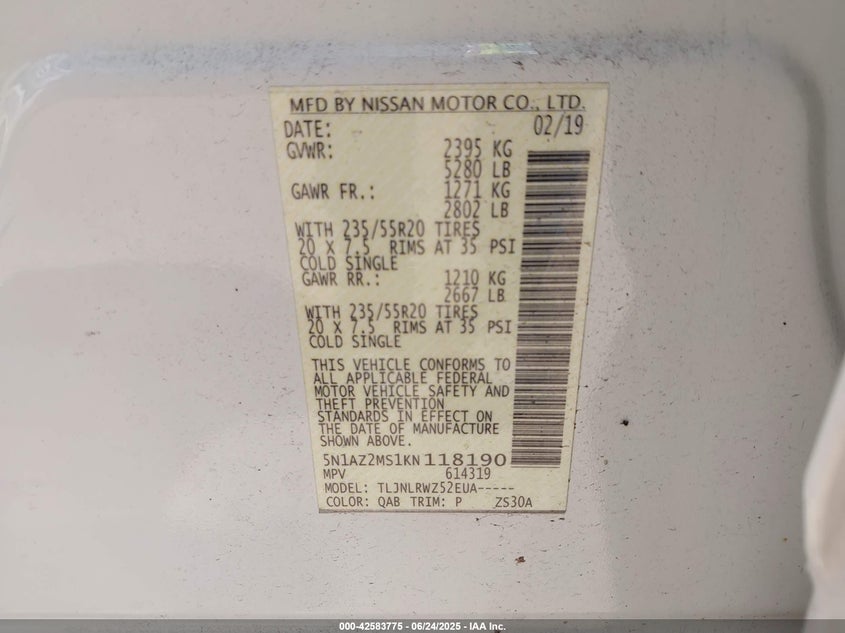 MFD BY NISSAN MOTOR CO., LTD.
DATE: 02/19
GVWR: 2395 KG
5280 LB
GAWR FR.: 1271 KG
2802 LB
WITH 235/55R20 TIRES
20 X 7.5 RIMS AT 35 PSI
COLD SINGLE
GAWR RR.: 1210 KG
2667 LB
WITH 235/55R20 TIRES
20 X 7.5 RIMS AT 35 PSI
COLD SINGLE
THIS VEHICLE CONFORMS TO
ALL APPLICABLE FEDERAL
MOTOR VEHICLE SAFETY AND
THEFT PREVENTION
STANDARDS IN EFFECT ON
THE DATE OF MANUFACTURE
SHOWN ABOVE.
5N1AZ2MS1KN118190
MPV 614319
MODEL: TLJNLRWZ52EUA-----
COLOR: QAB TRIM: P ZS30A
000-42583775 - 06/24/2025 - IAA Inc.